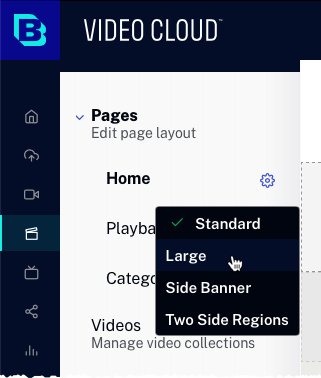 VIDEO CLOUD™
Pages
Edit page layout
Home
Standard
Playba
Large
Catego
Side Banner
Two Side Regions
Videos
Manage video collections